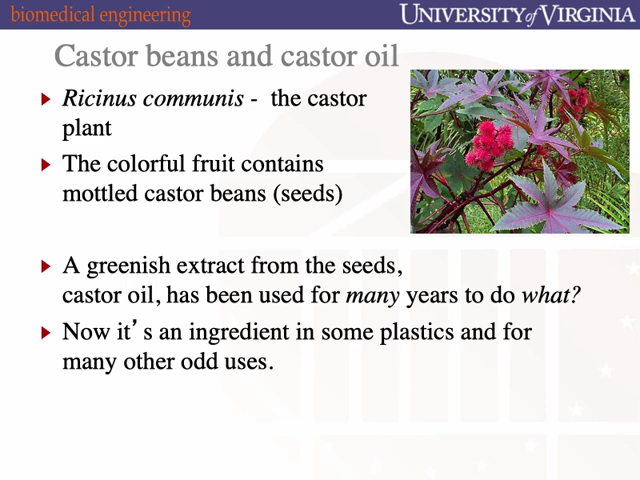 biomedical engineering
UNIVERSITY of VIRGINIA
Castor beans and castor oil
Ricinus communis - the castor
plant
The colorful fruit contains
mottled castor beans (seeds)
A greenish extract from the seeds,
castor oil, has been used for many years to do what?
Now it’s an ingredient in some plastics and for
many other odd uses.